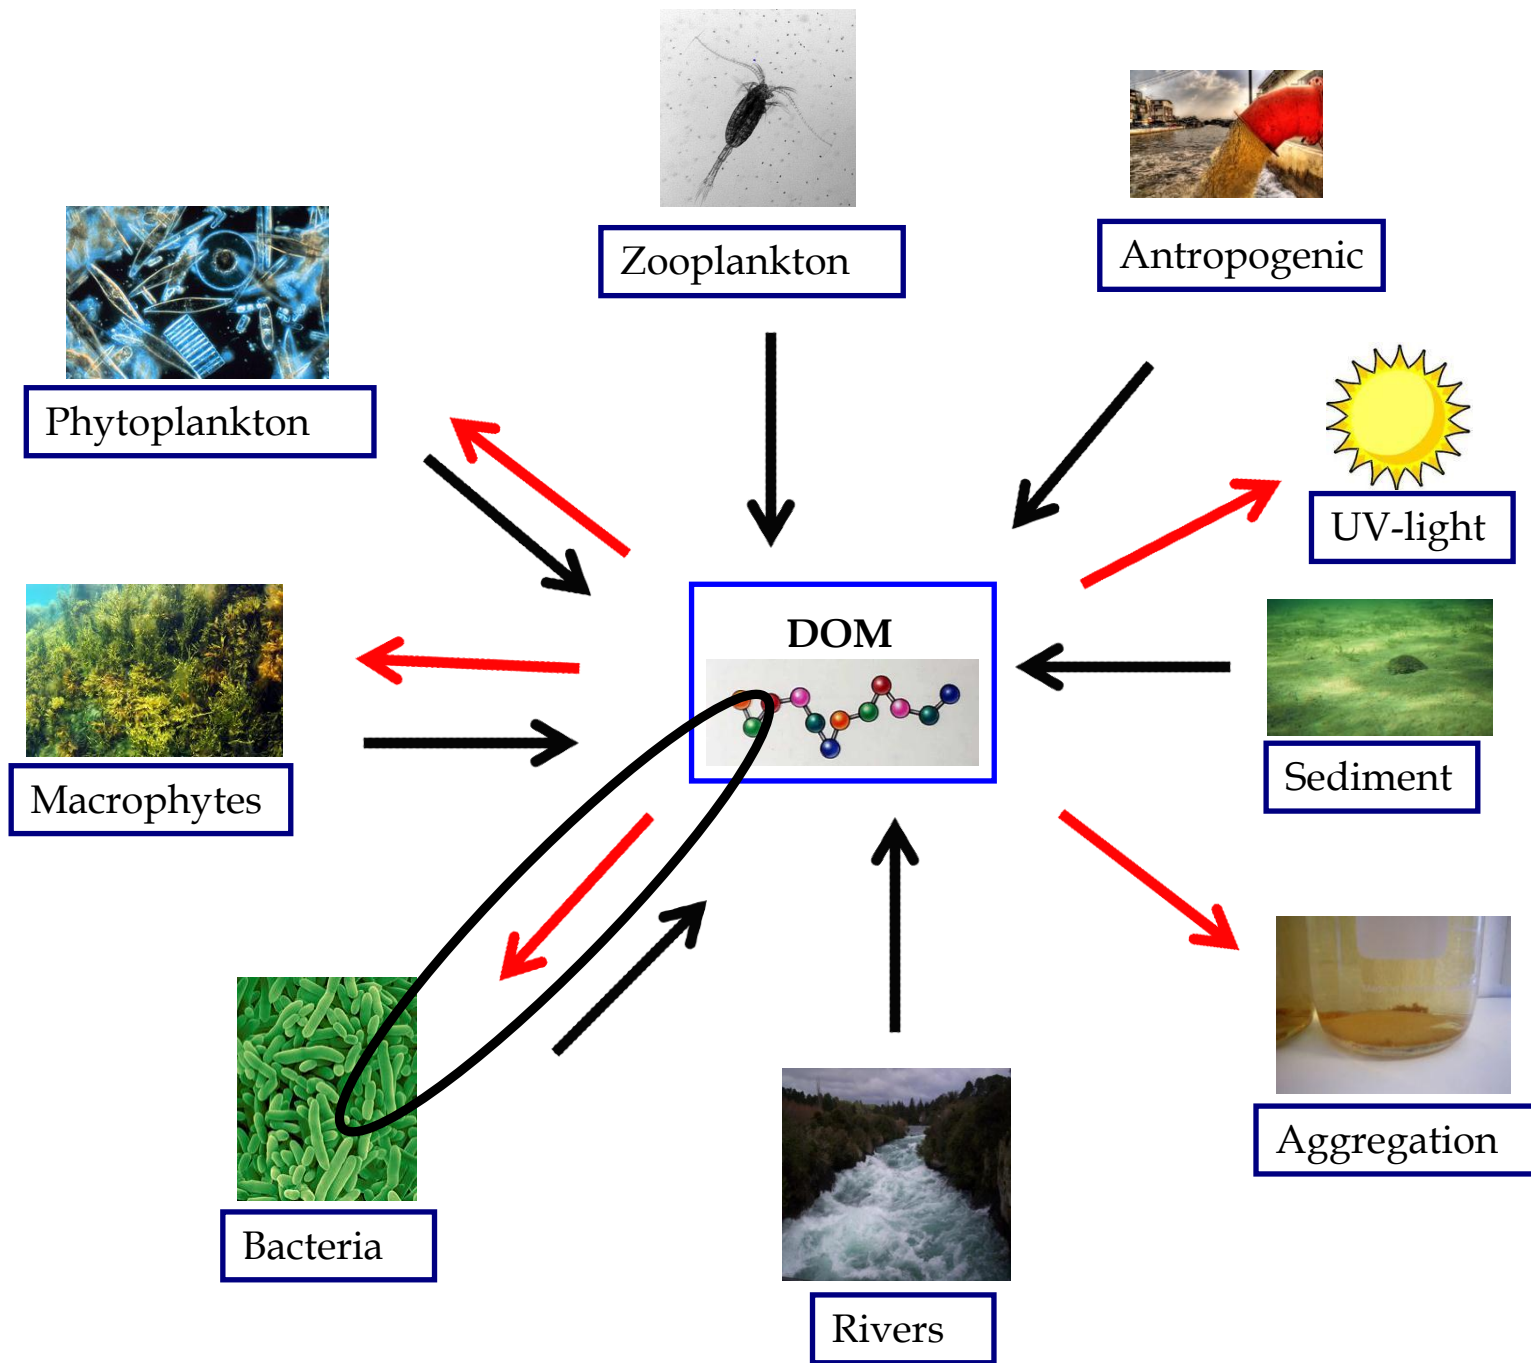 Zooplankton
Antropogenic
Phytoplankton
UV-light
DOM
Macrophytes
Sediment
Aggregation
Bacteria
Rivers